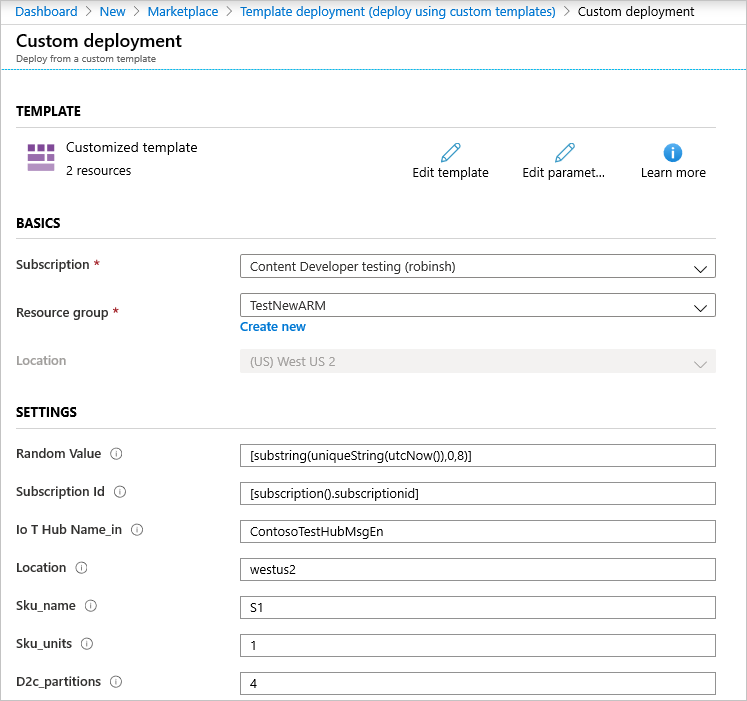 Dashboard > New > Marketplace > Template deployment (deploy using custom templates) > Custom deployment
Custom deployment
Deploy from a custom template
TEMPLATE
Customized template
2 resources
Edit template
Edit paramet...
Learn more
BASICS
Subscription *
Content Developer testing (robinsh)
Resource group *
TestNewARM
Create new
Location
(US) West US 2
SETTINGS
Random Value
[substring(uniqueString(utcNow()),0,8)]
Subscription Id
[subscription().subscriptionid]
Io T Hub Name_in
ContosoTestHubMsgEn
Location
westus2
Sku_name
S1
Sku_units
1
D2c_partitions
4